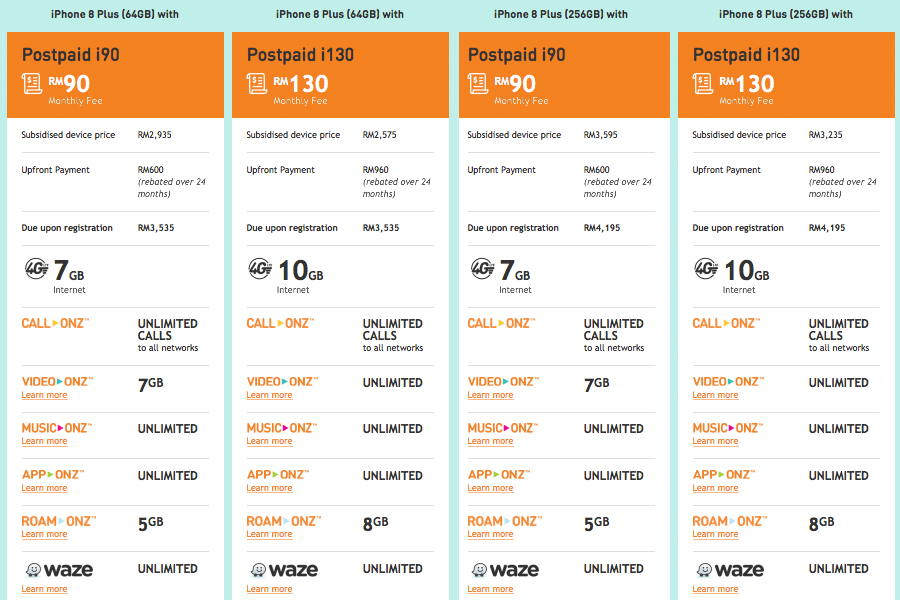 iPhone 8 Plus (64GB) with
Postpaid i90
RM90
Monthly Fee
Subsidised device price RM2,935
Upfront Payment RM600
(rebated over 24
months)
Due upon registration RM3,535
4G 7GB
Internet
CALL ONZ™ UNLIMITED
CALLS
to all networks
VIDEO ONZ™ 7GB
Learn more
MUSIC ONZ™ UNLIMITED
Learn more
APP ONZ™ UNLIMITED
Learn more
ROAM ONZ™ 5GB
Learn more
waze UNLIMITED
Learn more
iPhone 8 Plus (64GB) with
Postpaid i130
RM130
Monthly Fee
Subsidised device price RM2,575
Upfront Payment RM960
(rebated over 24
months)
Due upon registration RM3,535
4G 10GB
Internet
CALL ONZ™ UNLIMITED
CALLS
to all networks
VIDEO ONZ™ UNLIMITED
Learn more
MUSIC ONZ™ UNLIMITED
Learn more
APP ONZ™ UNLIMITED
Learn more
ROAM ONZ™ 8GB
Learn more
waze UNLIMITED
Learn more
iPhone 8 Plus (256GB) with
Postpaid i90
RM90
Monthly Fee
Subsidised device price RM3,595
Upfront Payment RM600
(rebated over 24
months)
Due upon registration RM4,195
4G 7GB
Internet
CALL ONZ™ UNLIMITED
CALLS
to all networks
VIDEO ONZ™ 7GB
Learn more
MUSIC ONZ™ UNLIMITED
Learn more
APP ONZ™ UNLIMITED
Learn more
ROAM ONZ™ 5GB
Learn more
waze UNLIMITED
Learn more
iPhone 8 Plus (256GB) with
Postpaid i130
RM130
Monthly Fee
Subsidised device price RM3,235
Upfront Payment RM960
(rebated over 24
months)
Due upon registration RM4,195
4G 10GB
Internet
CALL ONZ™ UNLIMITED
CALLS
to all networks
VIDEO ONZ™ UNLIMITED
Learn more
MUSIC ONZ™ UNLIMITED
Learn more
APP ONZ™ UNLIMITED
Learn more
ROAM ONZ™ 8GB
Learn more
waze UNLIMITED
Learn more